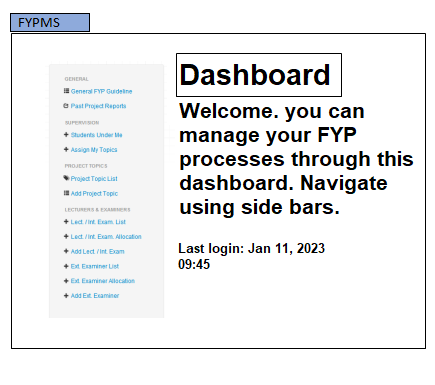 FYPMS
GENERAL
General FYP Guideline
Past Project Reports
SUPERVISION
Students Under Me
Assign My Topics
PROJECT TOPICS
Project Topic List
Add Project Topic
LECTURERS & EXAMINERS
Lect. / Int. Exam. List
Lect. / Int. Exam. Allocation
Add Lect. / Int. Exam
Ext. Examiner List
Ext. Examiner Allocation
Add Ext. Examiner
Dashboard
Welcome. you can
manage your FYP
processes through this
dashboard. Navigate
using side bars.
Last login: Jan 11, 2023
09:45